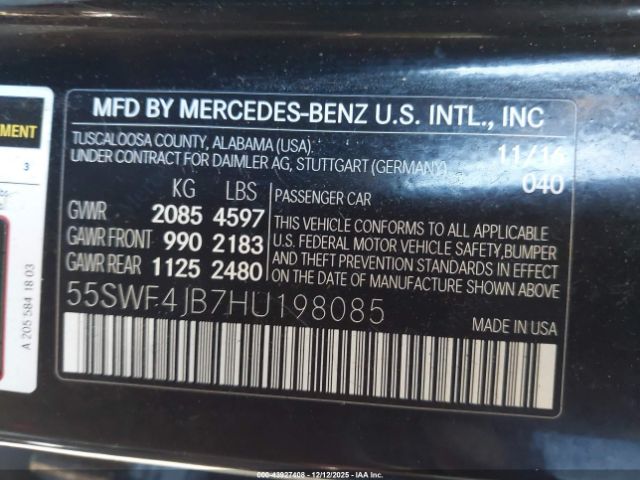 MFD BY MERCEDES-BENZ U.S. INTL., INC
TUSCALOOSA COUNTY, ALABAMA (USA)
UNDER CONTRACT FOR DAIMLER AG, STUTTGART (GERMANY)
11/16
040
KG LBS
GVWR 2085 4597
GAWR FRONT 990 2183
GAWR REAR 1125 2480
PASSENGER CAR
THIS VEHICLE CONFORMS TO ALL APPLICABLE
U.S. FEDERAL MOTOR VEHICLE SAFETY,BUMPER
AND THEFT PREVENTION STANDARDS IN EFFECT
ON DATE OF MANUFACTURE SHOWN ABOVE.
55SWF4JB7HU198085
MADE IN USA
3
A 205 584 18 03
© COPY - 43927408 - 12/12/2025 - IAA Inc.